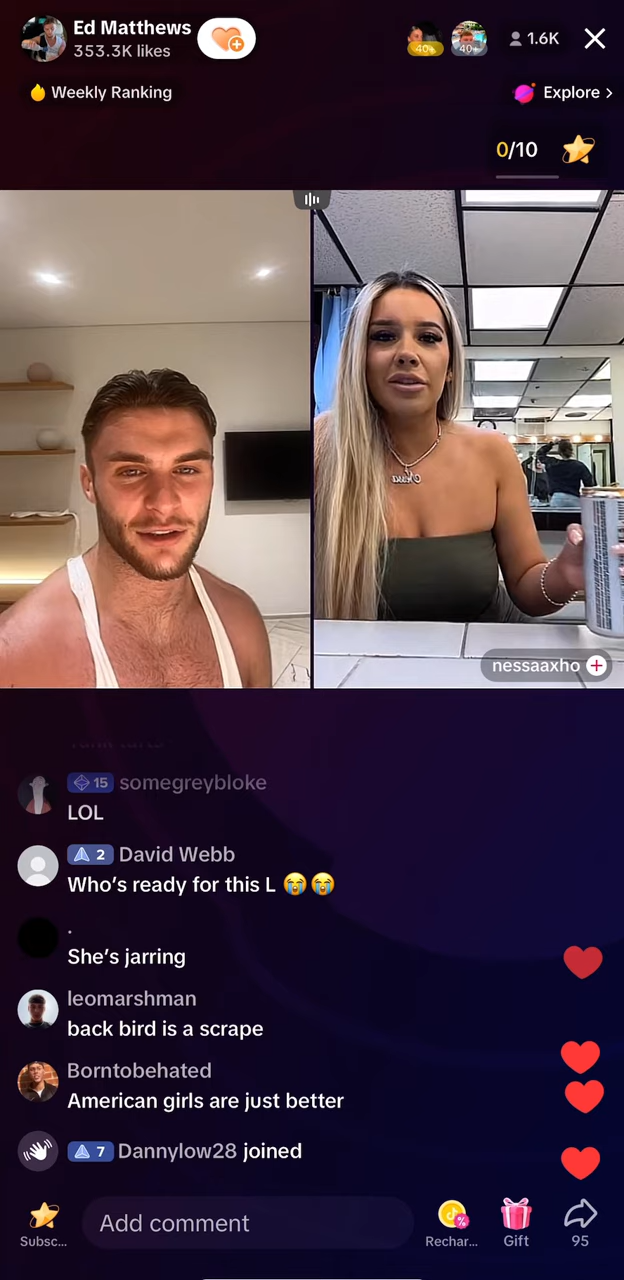 Ed Matthews
353.3K likes
40+
40+
1.6K
Weekly Ranking
Explore >
0/10
nessaaxho
15 somegreybloke
LOL
2 David Webb
Who's ready for this L 😭😭
.
She's jarring
leomarshman
back bird is a scrape
Borntobehated
American girls are just better
7 Dannylow28 joined
Subsc...
Add comment
Rechar...
Gift
95